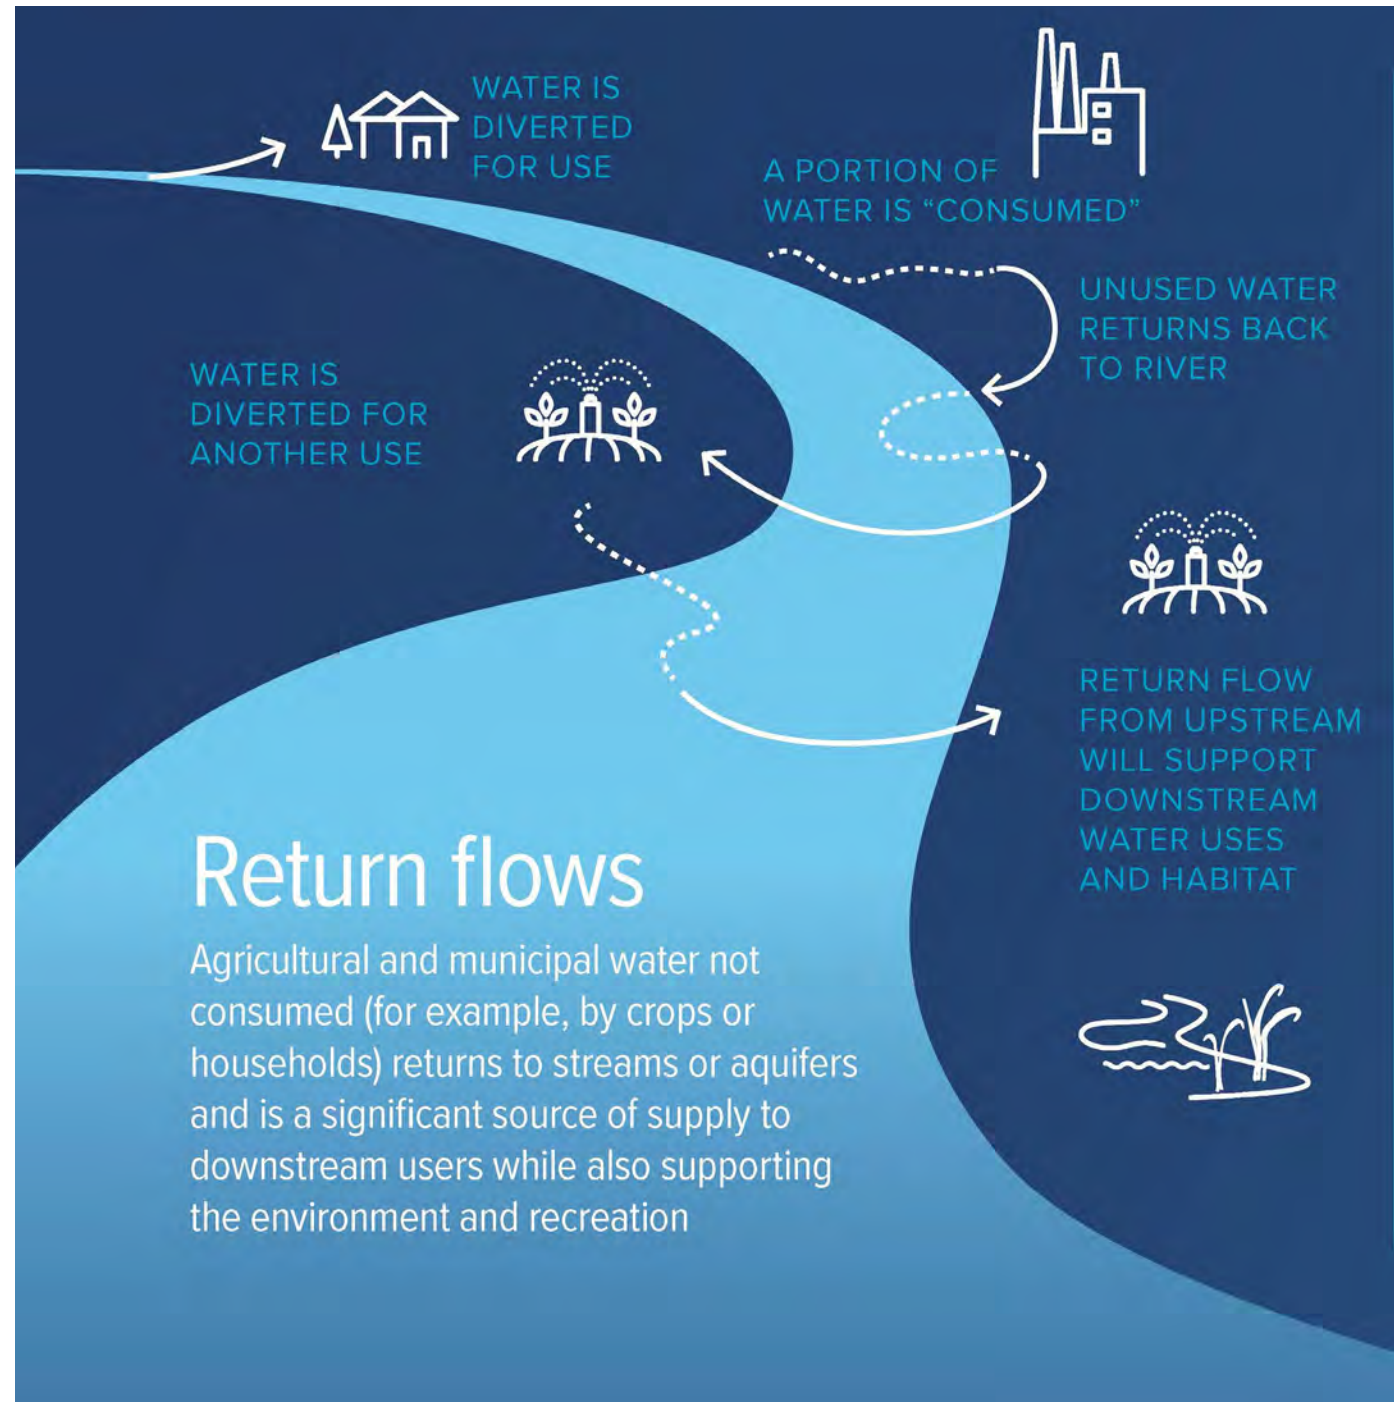 WATER IS
DIVERTED
FOR USE
A PORTION OF
WATER IS “CONSUMED”
UNUSED WATER
RETURNS BACK
TO RIVER
WATER IS
DIVERTED FOR
ANOTHER USE
RETURN FLOW
FROM UPSTREAM
WILL SUPPORT
DOWNSTREAM
WATER USES
AND HABITAT
Return flows
Agricultural and municipal water not
consumed (for example, by crops or
households) returns to streams or aquifers
and is a significant source of supply to
downstream users while also supporting
the environment and recreation